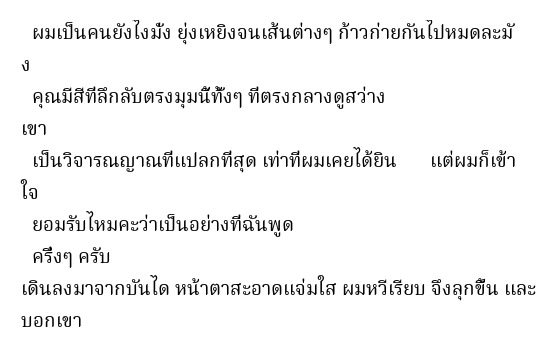 ผมเป็นคนยังไงมั่ง ยุ่งเหยิงจนเส้นต่างๆ ก้าวก่ายกันไปหมดละมั
ง
คุณมีสีที่ลึกลับตรงมุมนี้ทั้งๆ ที่ตรงกลางดูสว่าง
เขา
เป็นวิจารณญาณที่แปลกที่สุด เท่าที่ผมเคยได้ยิน แต่ผมก็เข้า
ใจ
ยอมรับไหมคะว่าเป็นอย่างที่ฉันพูด
ครึ่งๆ ครับ
เดินลงมาจากบันได หน้าตาสะอาดแจ่มใส ผมหวีเรียบ จึงลุกขึ้น และ
บอกเขา